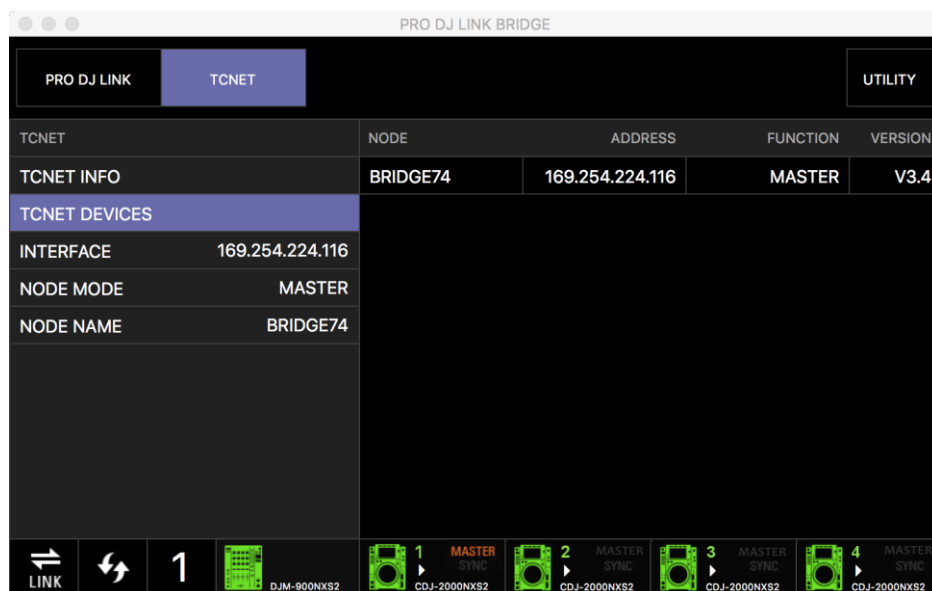 PRO DJ LINK BRIDGE
PRO DJ LINK TCNET UTILITY
TCNET NODE ADDRESS FUNCTION VERSION
TCNET INFO BRIDGE74 169.254.224.116 MASTER V3.4
TCNET DEVICES
INTERFACE 169.254.224.116
NODE MODE MASTER
NODE NAME BRIDGE74
1 MASTER 2 MASTER 3 MASTER 4 MASTER
SYNC SYNC SYNC SYNC
LINK 1 DJM-900NXS2 CDJ-2000NXS2 CDJ-2000NXS2 CDJ-2000NXS2 CDJ-2000NXS2